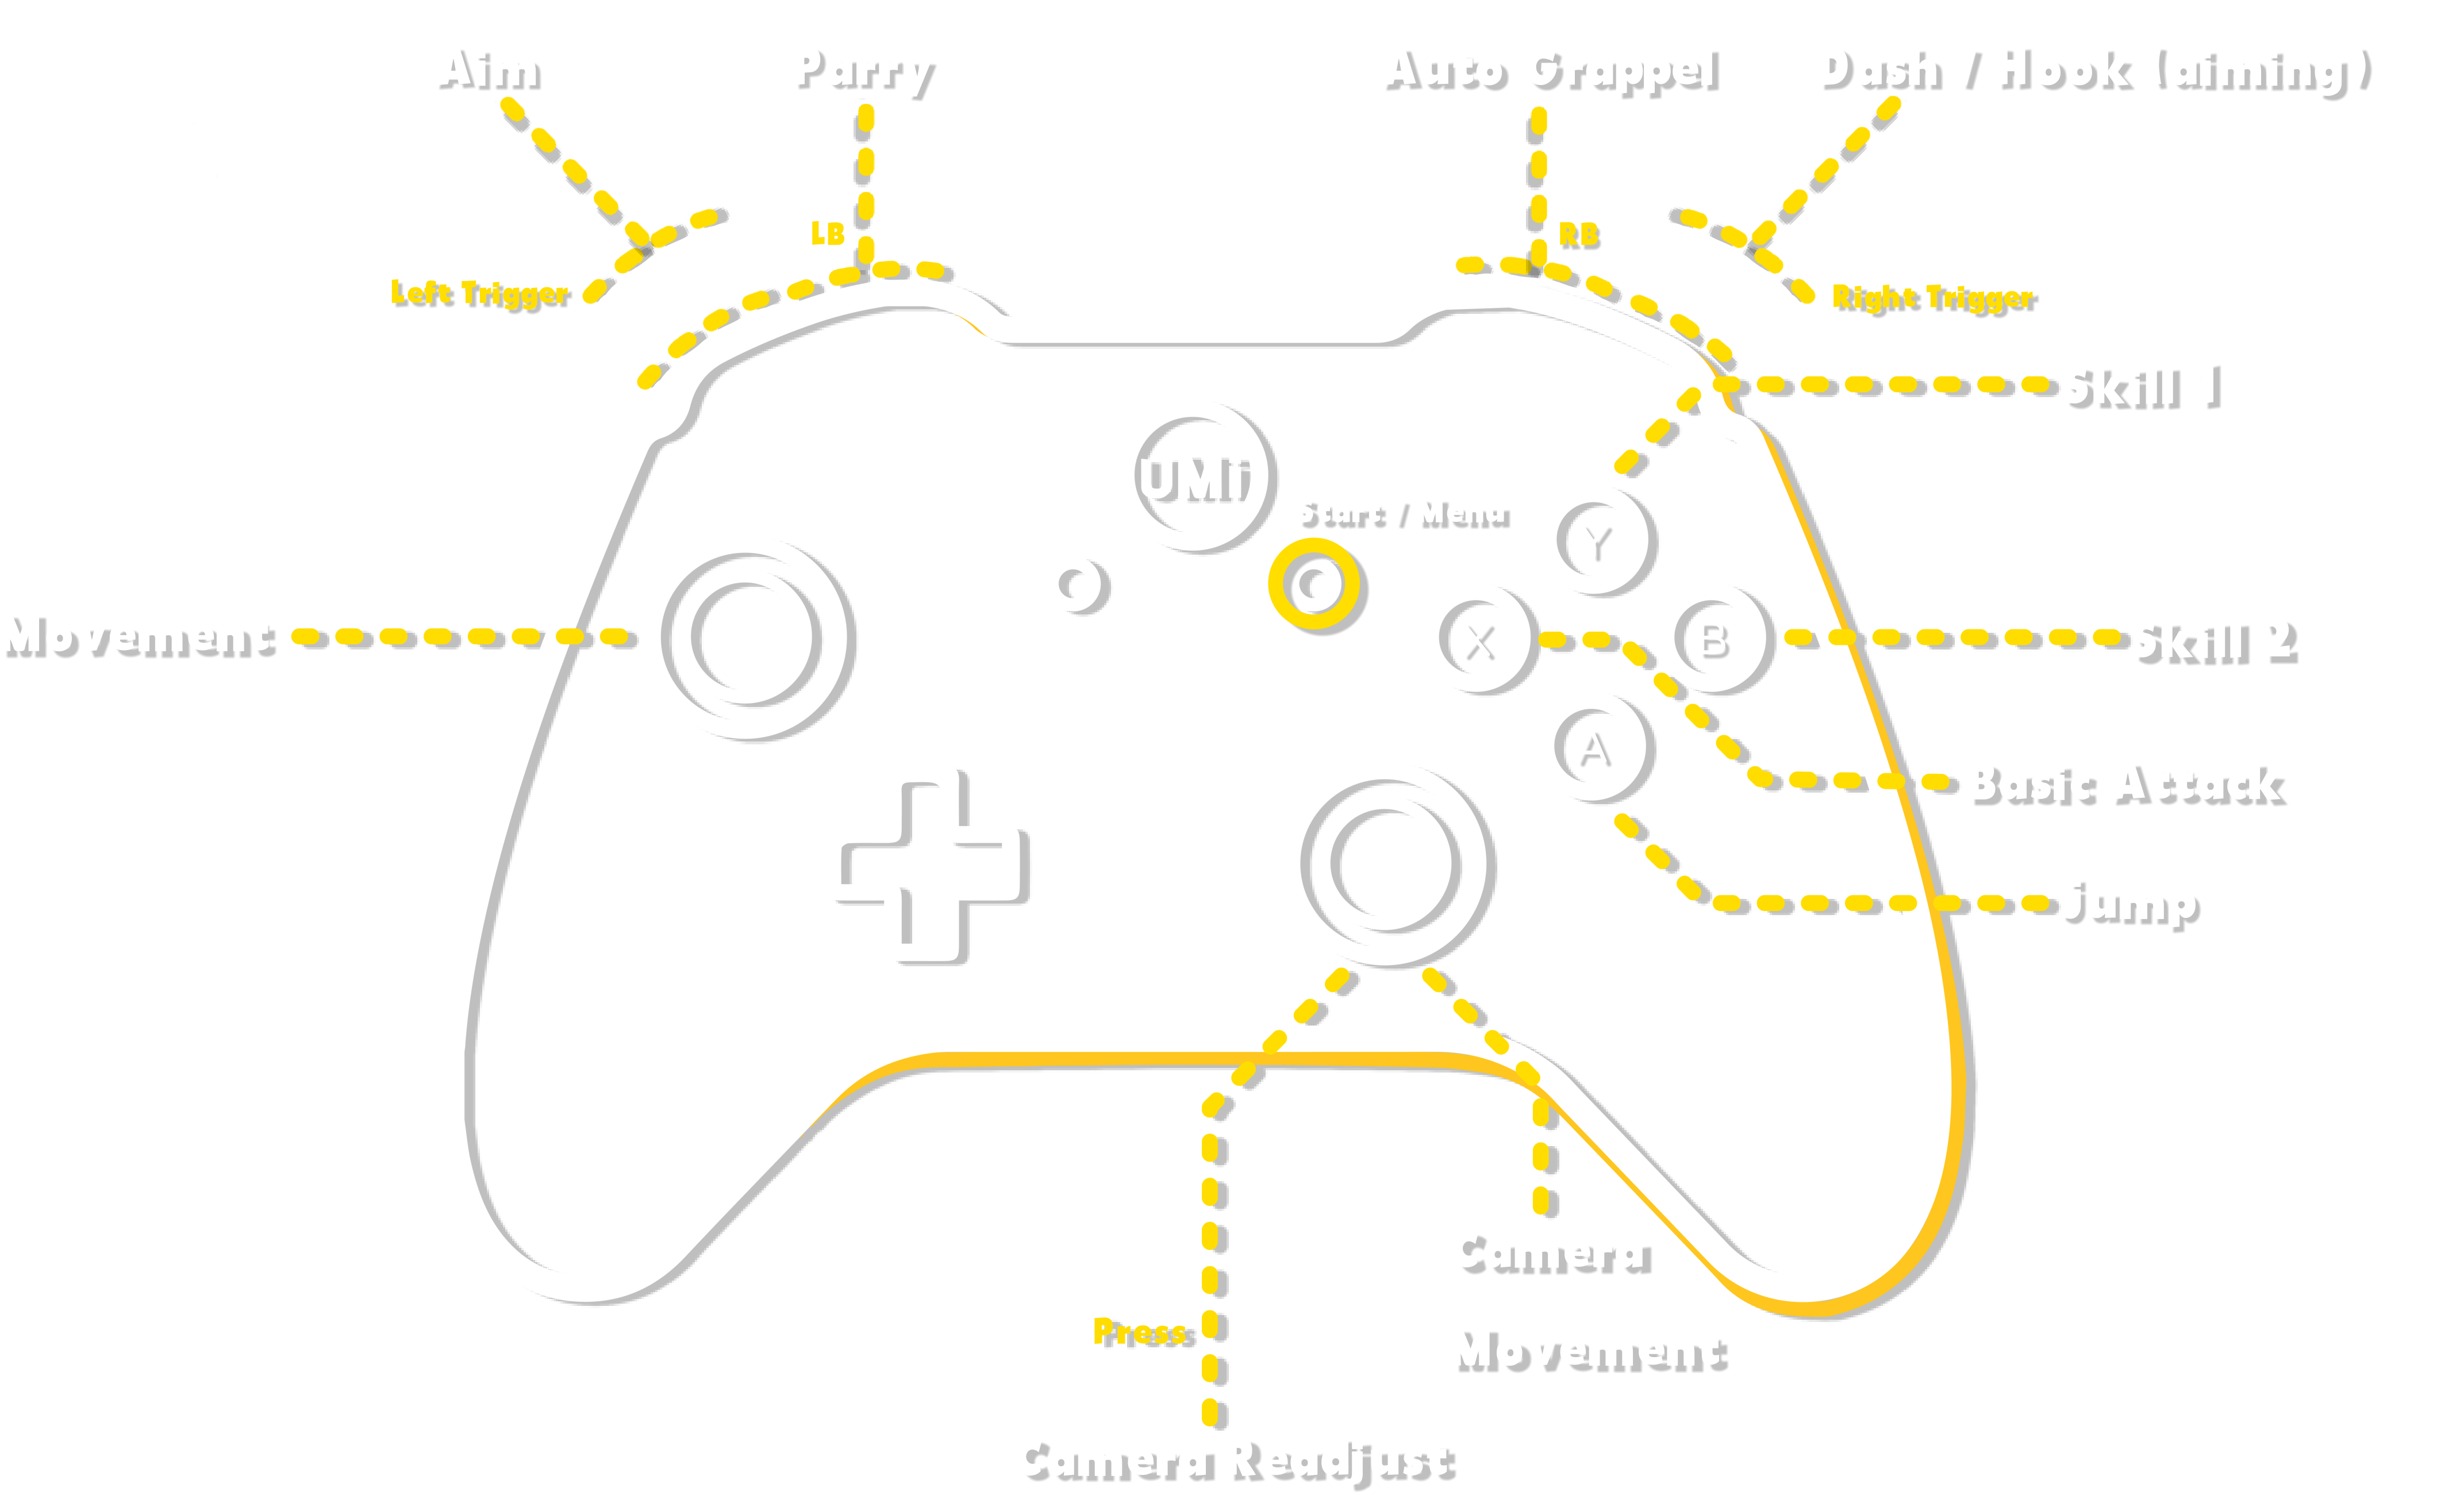 Aim
Parry
Auto Grappel
Dash / Hook (aiming)
LB
RB
Left Trigger
Right Trigger
Skill 1
UMii
Start / Menu
Y
Movement
X
B
Skill 2
A
Basic Attack
jump
Camera
Movement
Press
Camera Readjust